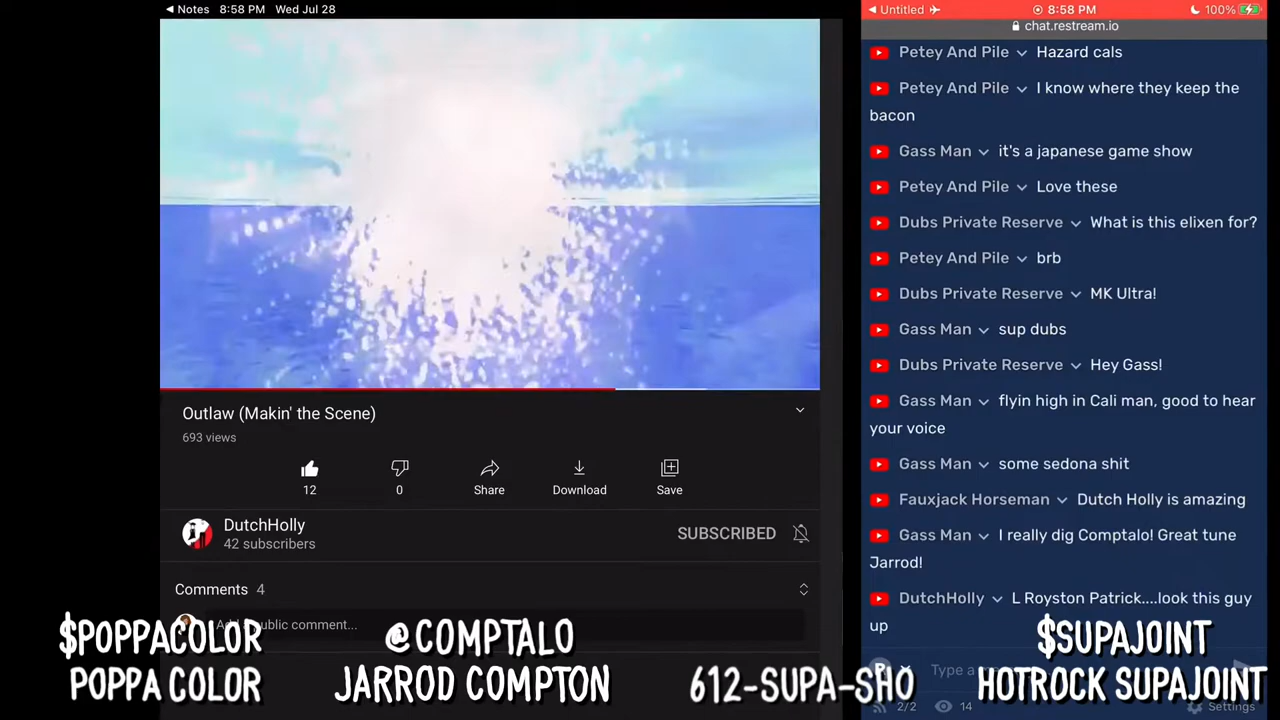 Notes 8:58 PM Wed Jul 28
Outlaw (Makin' the Scene)
693 views
12
0
Share
Download
Save
DutchHolly
42 subscribers
SUBSCRIBED
Comments 4
public comment...
$POPPACOLOR
POPPA COLOR
@COMPTALO
JARROD COMPTON
612-SUPA-SHO
$SUPAJOINT
HOTROCK SUPAJOINT
Untitled 8:58 PM 100%
chat.restream.io
Petey And Pile Hazard cals
Petey And Pile I know where they keep the
bacon
Gass Man it's a japanese game show
Petey And Pile Love these
Dubs Private Reserve What is this elixen for?
Petey And Pile brb
Dubs Private Reserve MK Ultra!
Gass Man sup dubs
Dubs Private Reserve Hey Gass!
Gass Man flyin high in Cali man, good to hear
your voice
Gass Man some sedona shit
Fauxjack Horseman Dutch Holly is amazing
Gass Man I really dig Comptalo! Great tune
Jarrod!
DutchHolly L Royston Patrick....look this guy
up
Type a
2/2 14 Settings